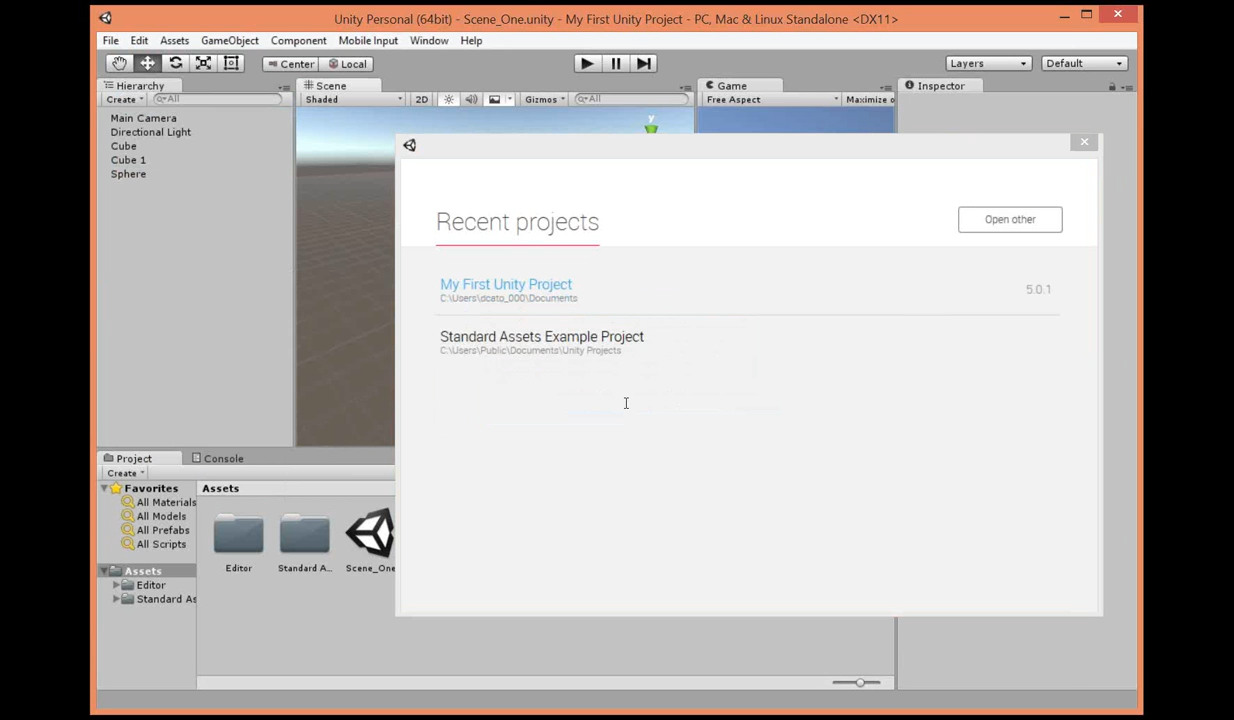 Unity Personal (64bit) - Scene_One.unity - My First Unity Project - PC, Mac & Linux Standalone <DX11>
File Edit Assets GameObject Component Mobile Input Window Help
Center Local Layers Default
Hierarchy Scene Game Inspector
Create All Shaded 2D Gizmos All Free Aspect Maximize o
Main Camera
Directional Light
Cube
Cube 1
Sphere
y
Recent projects
Open other
My First Unity Project
C:\Users\dcato_000\Documents
5.0.1
Standard Assets Example Project
C:\Users\Public\Documents\Unity Projects
Project Console
Create
Favorites
All Materials
All Models
All Prefabs
All Scripts
Assets
Editor
Standard As
Assets
Editor
Standard A...
Scene_One